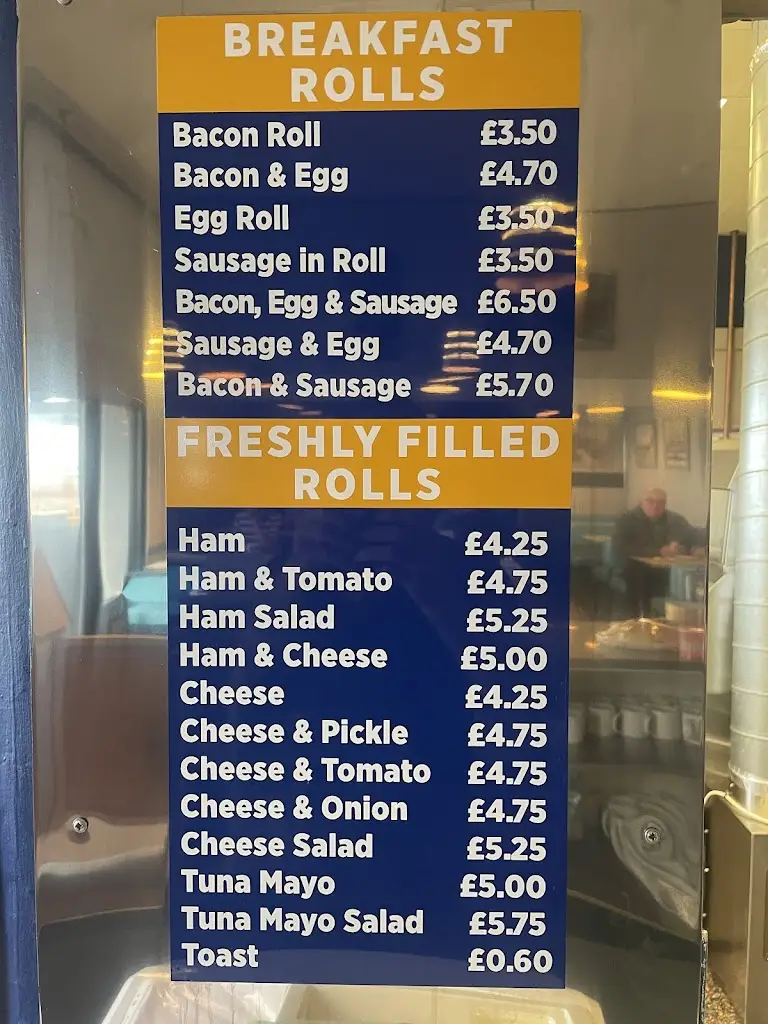 BREAKFAST
ROLLS
Bacon Roll £3.50
Bacon & Egg £4.70
Egg Roll £3.50
Sausage in Roll £3.50
Bacon, Egg & Sausage £6.50
Sausage & Egg £4.70
Bacon & Sausage £5.70
FRESHLY FILLED
ROLLS
Ham £4.25
Ham & Tomato £4.75
Ham Salad £5.25
Ham & Cheese £5.00
Cheese £4.25
Cheese & Pickle £4.75
Cheese & Tomato £4.75
Cheese & Onion £4.75
Cheese Salad £5.25
Tuna Mayo £5.00
Tuna Mayo Salad £5.75
Toast £0.60